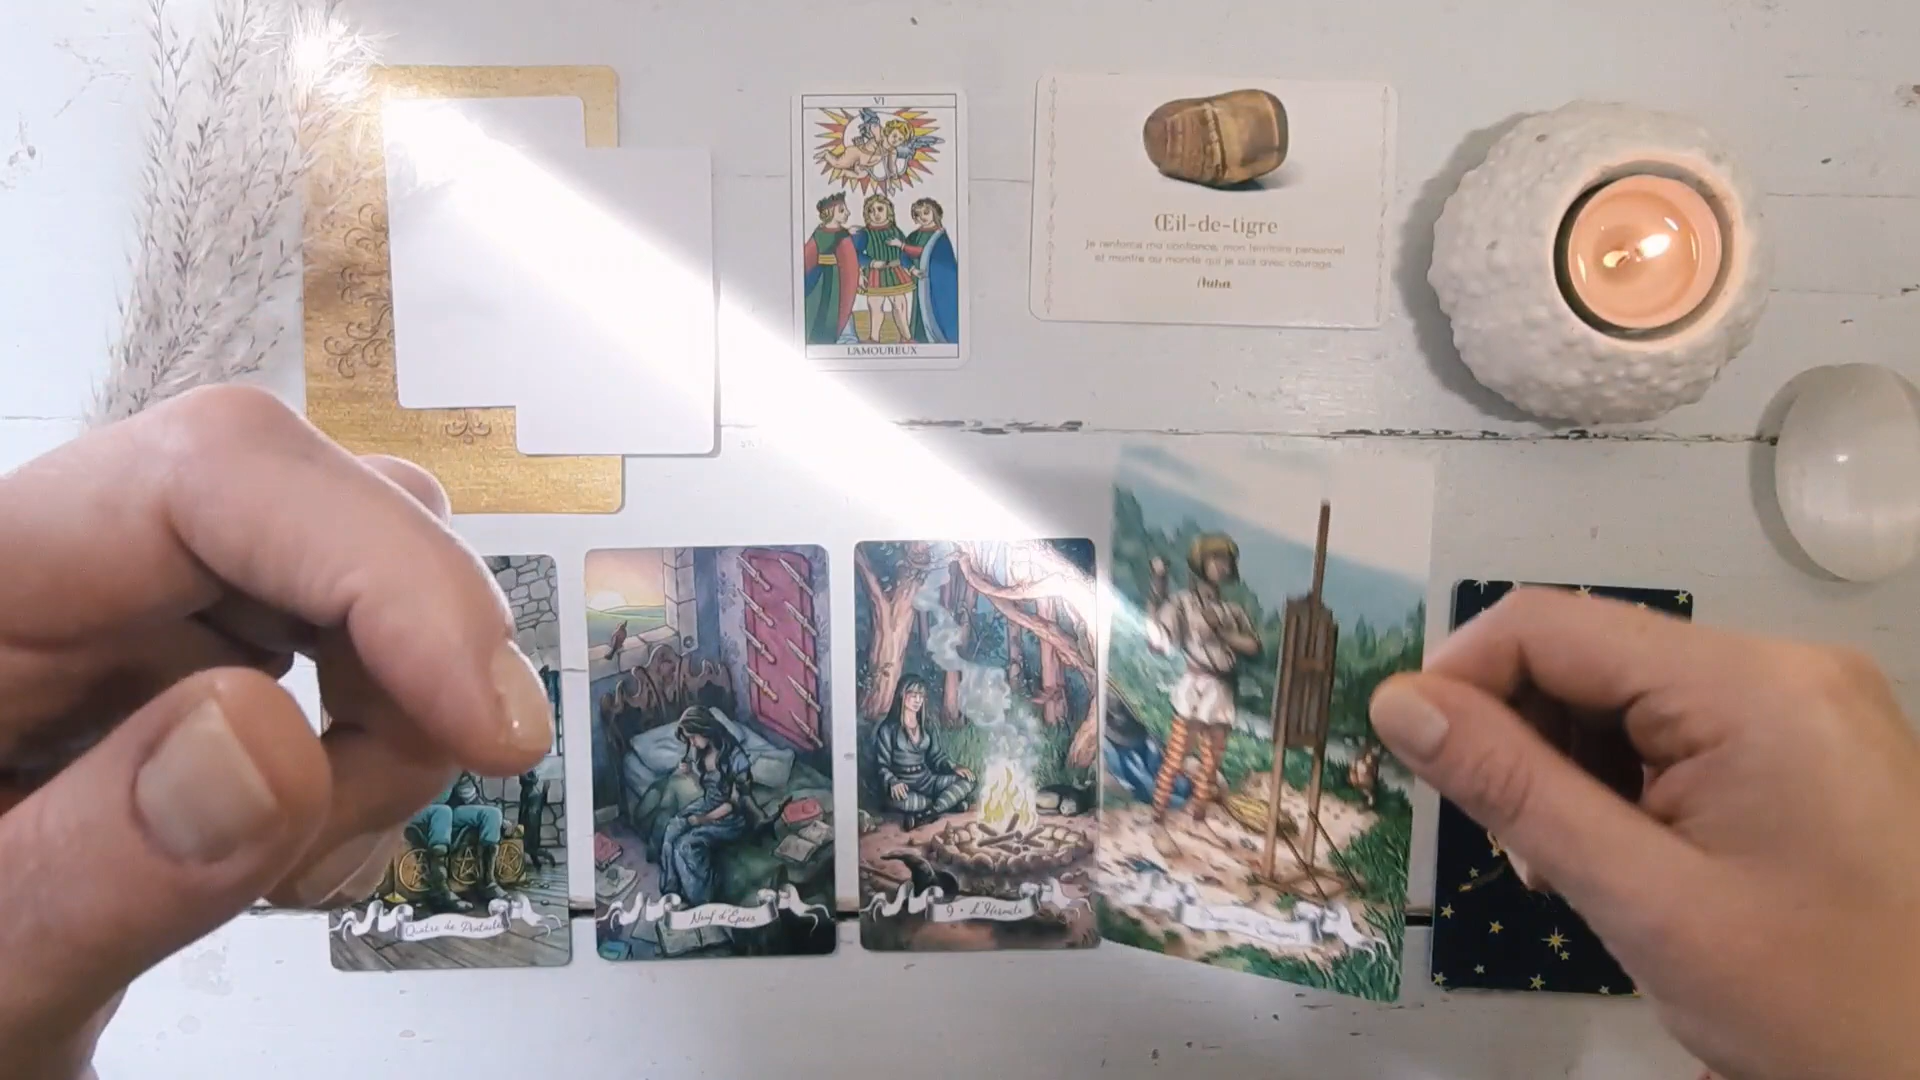 VI
L'AMOUREUX
Œil-de-tigre
Je renforce ma confiance, mon territoire personnel
et montre au monde qui je suis avec courage.
Quatre de Pentacles
Neuf d'Épées
9 • L'Hermite